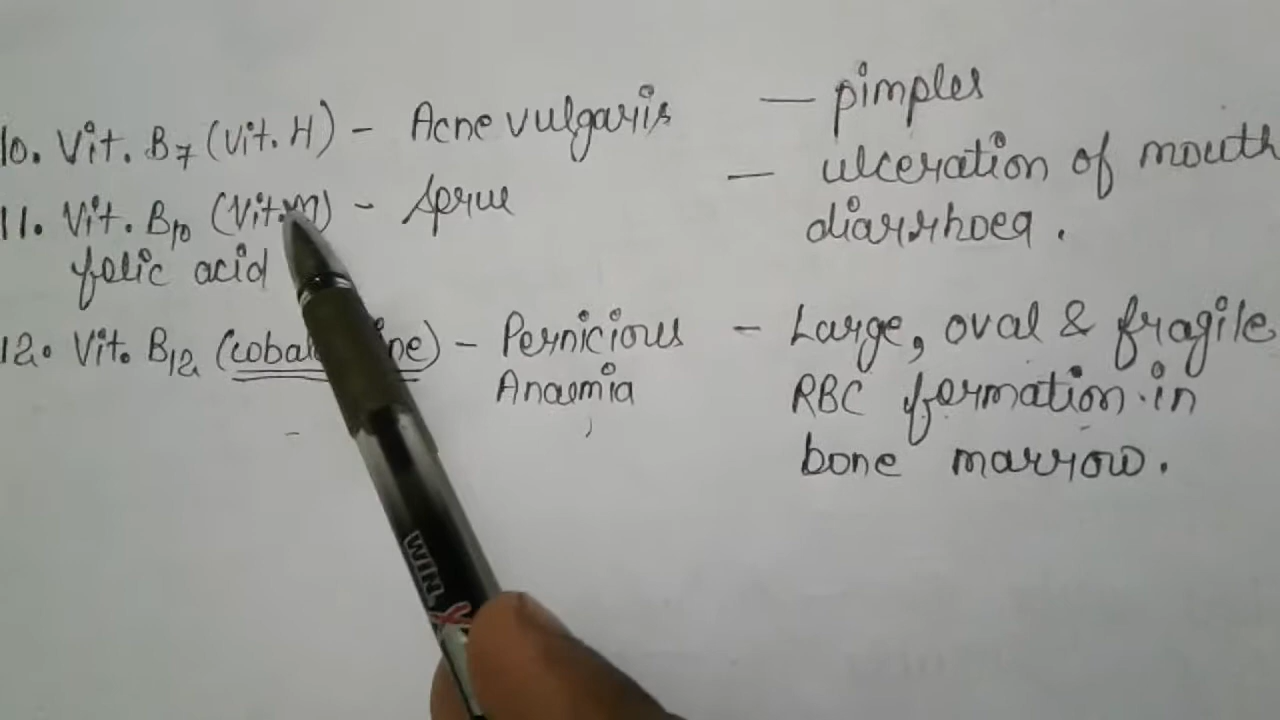 10. Vit. B7 (Vit. H) - Acne vulgaris — pimples
11. Vit. B10 (Vit. M) - Sprue — ulceration of mouth
folic acid diarrhoea.
12. Vit. B12 ( - Pernicious - Large, oval & fragile
Anaemia RBC formation in
bone marrow.
WIN X